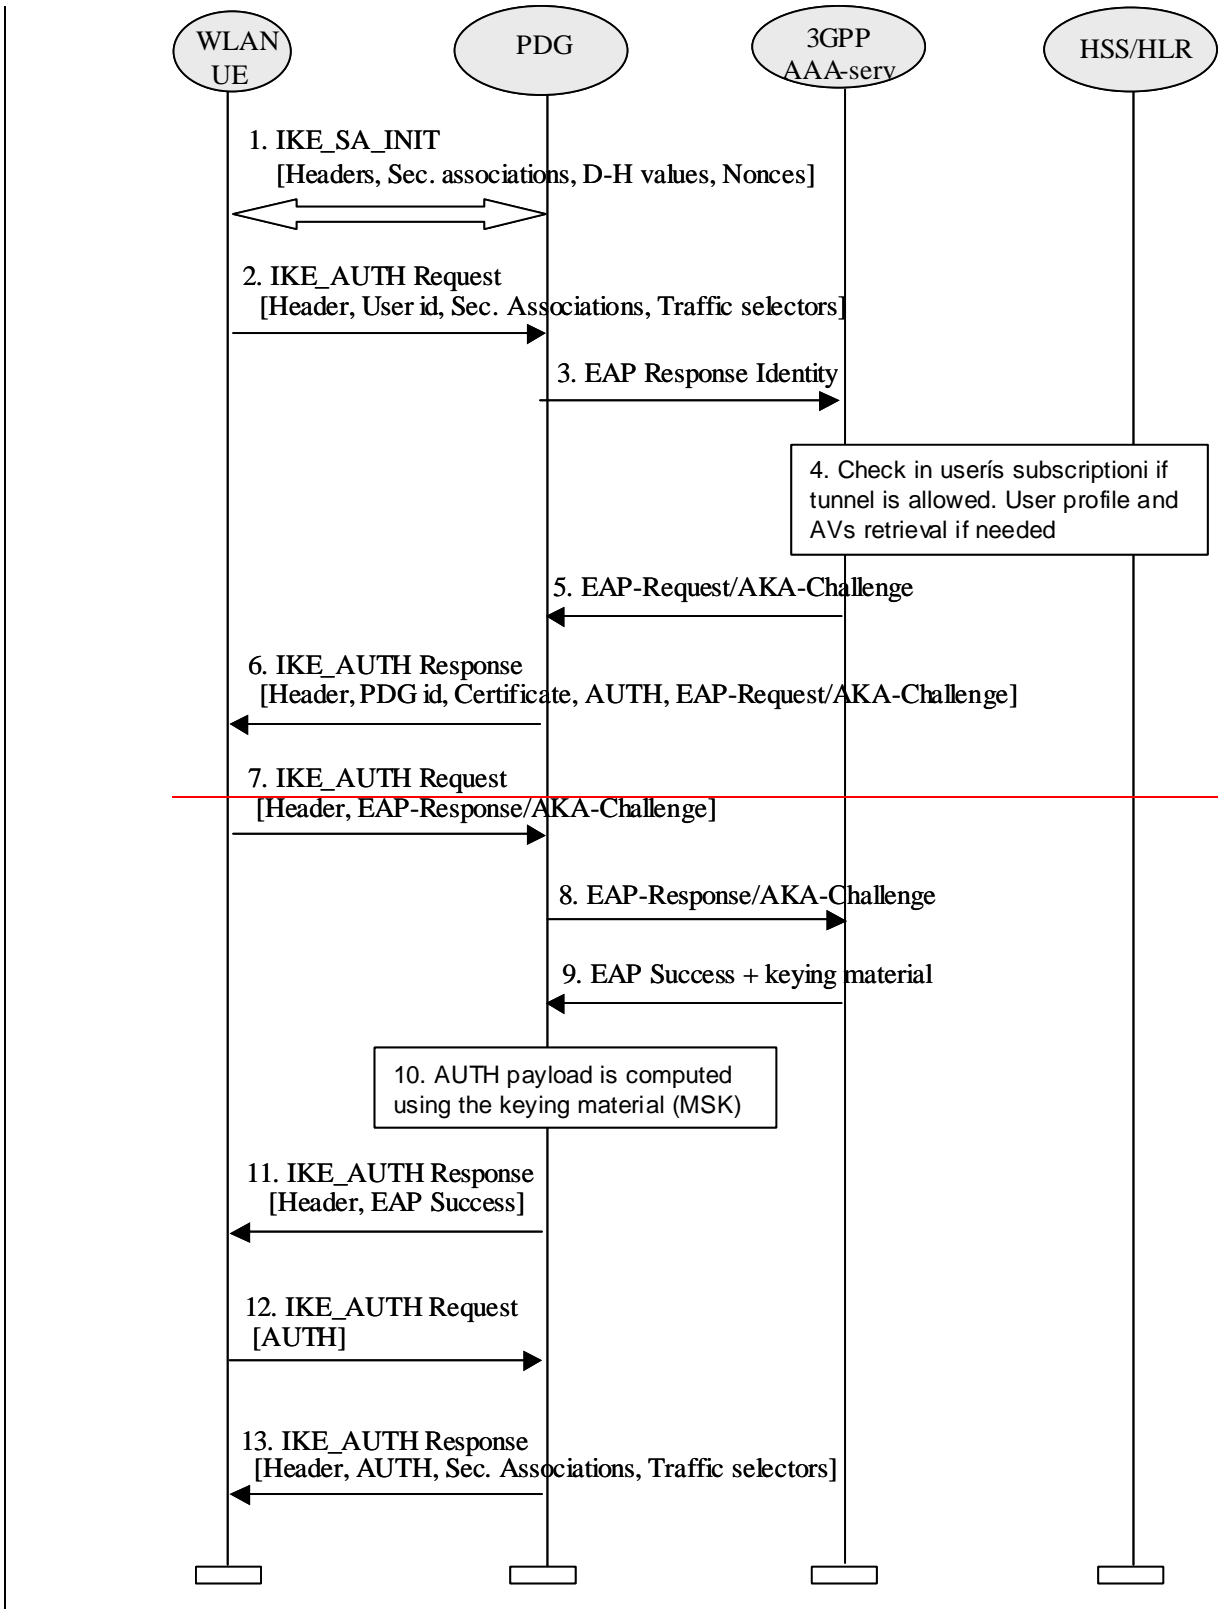 WLAN
UE
PDG
3GPP
AAA-serv
HSS/HLR
1. IKE_SA_INIT
[Headers, Sec. associations, D-H values, Nonces]
2. IKE_AUTH Request
[Header, User id, Sec. Associations, Traffic selectors]
3. EAP Response Identity
4. Check in userís subscriptioni if
tunnel is allowed. User profile and
AVs retrieval if needed
5. EAP-Request/AKA-Challenge
6. IKE_AUTH Response
[Header, PDG id, Certificate, AUTH, EAP-Request/AKA-Challenge]
7. IKE_AUTH Request
[Header, EAP-Response/AKA-Challenge]
8. EAP-Response/AKA-Challenge
9. EAP Success + keying material
10. AUTH payload is computed
using the keying material (MSK)
11. IKE_AUTH Response
[Header, EAP Success]
12. IKE_AUTH Request
[AUTH]
13. IKE_AUTH Response
[Header, AUTH, Sec. Associations, Traffic selectors]